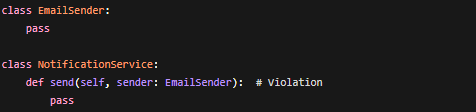 class EmailSender:
    pass

class NotificationService:
    def send(self, sender: EmailSender):  # Violation
        pass